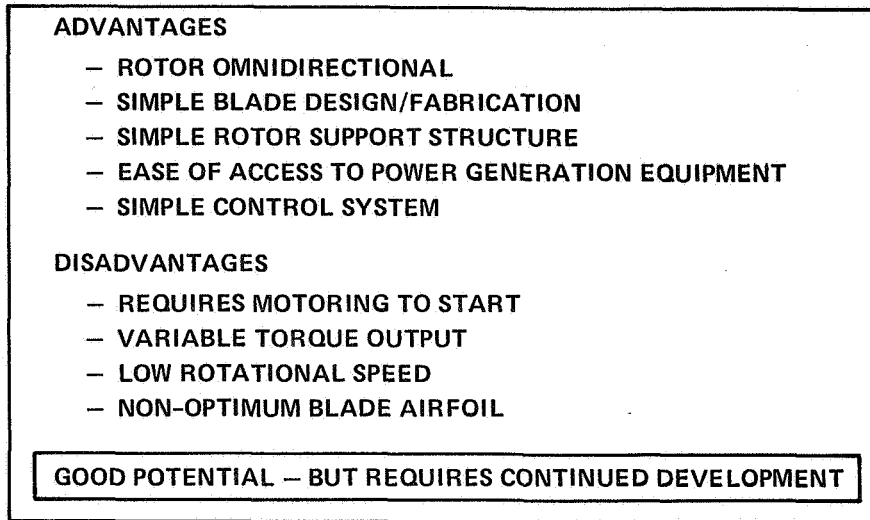 ADVANTAGES
– ROTOR OMNIDIRECTIONAL
– SIMPLE BLADE DESIGN/FABRICATION
– SIMPLE ROTOR SUPPORT STRUCTURE
– EASE OF ACCESS TO POWER GENERATION EQUIPMENT
– SIMPLE CONTROL SYSTEM
DISADVANTAGES
– REQUIRES MOTORING TO START
– VARIABLE TORQUE OUTPUT
– LOW ROTATIONAL SPEED
– NON-OPTIMUM BLADE AIRFOIL
GOOD POTENTIAL – BUT REQUIRES CONTINUED DEVELOPMENT